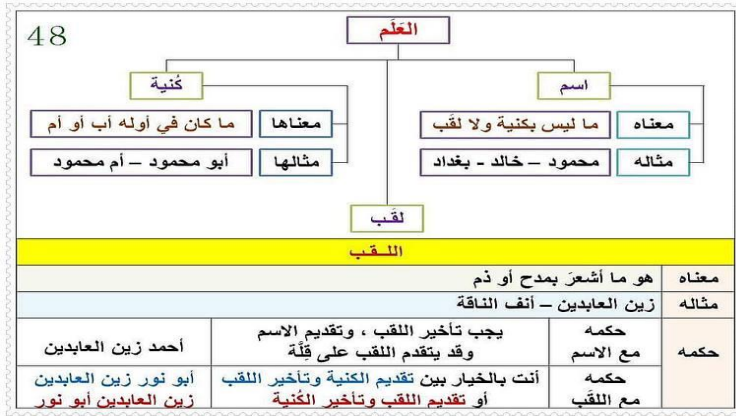 48
العَلَم
اسم
كُنية
معناه
ما ليس بكنية ولا لقَب
معناها
ما كان في أوله أب أو أم
مثاله
محمود – خالد - بغداد
مثالها
أبو محمود – أم محمود
لقَب
اللـقـب
معناه
هو ما أشعرَ بمدح أو ذم
مثاله
زين العابدين – أنف الناقة
حكمه
حكمه
مع الاسم
يجب تأخير اللقب ، وتقديم الاسم
وقد يتقدم اللقب على قِلَّة
أحمد زين العابدين
حكمه
مع اللقَب
أنت بالخيار بين تقديم الكنية وتأخير اللقب
أو تقديم اللقب وتأخير الكُنية
أبو نور زين العابدين
زين العابدين أبو نور